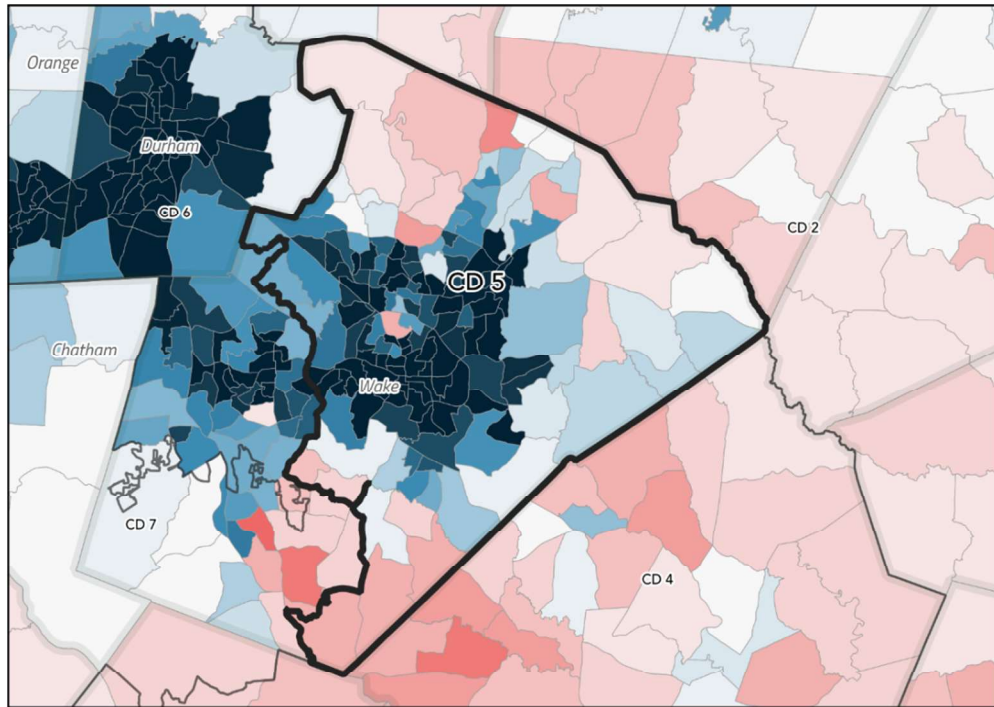 Orange
Durham
CD 6
CD 2
CD 5
Chatham
Wake
CD 7
CD 4